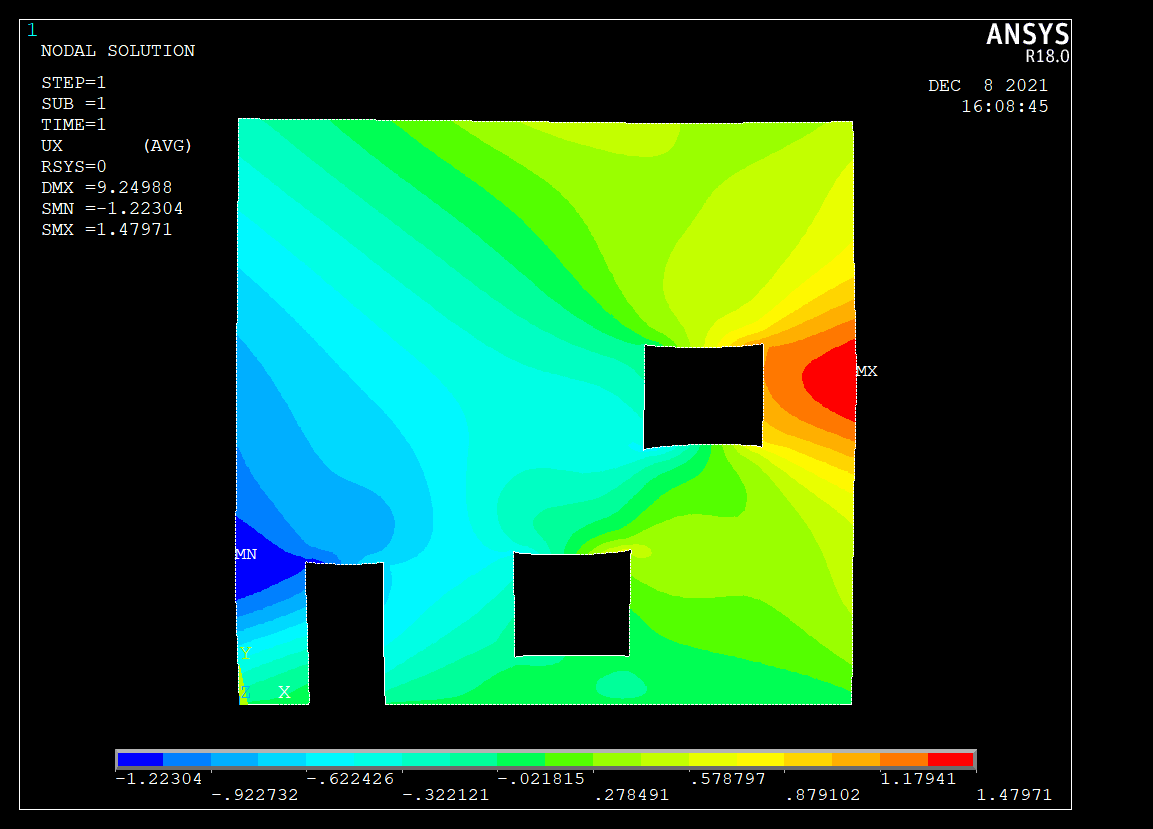 1
ANSYS
R18.0
NODAL SOLUTION
STEP=1
SUB =1
TIME=1
UX (AVG)
RSYS=0
DMX =9.24988
SMN =-1.22304
SMX =1.47971
DEC 8 2021
16:08:45
MX
MN
Y
Z X
-1.22304 -.622426 -.021815 .578797 1.17941
-.922732 -.322121 .278491 .879102 1.47971